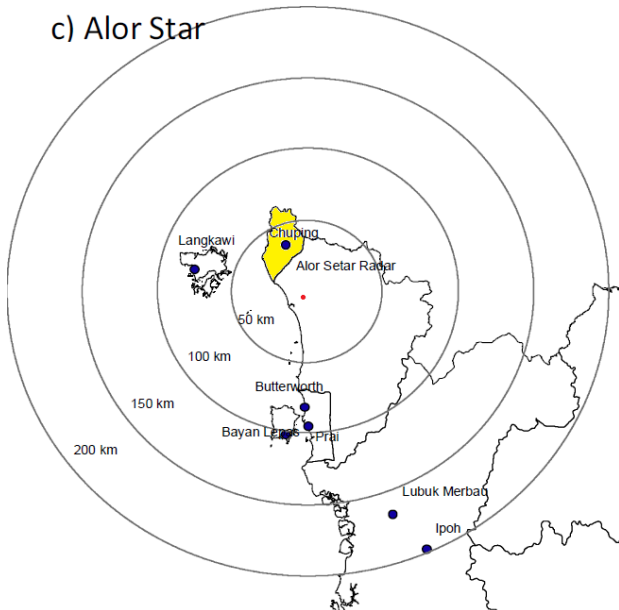 c) Alor Star
Chuping
Langkawi
Alor Setar Radar
50 km
100 km
Butterworth
150 km
Bayan Lepas
Prai
200 km
Lubuk Merbau
Ipoh